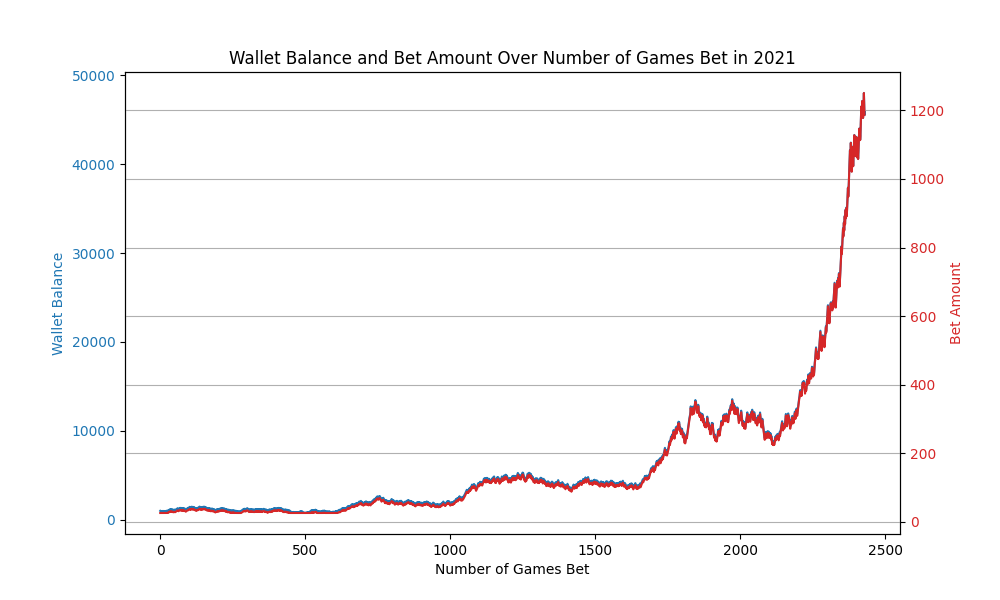 Wallet Balance and Bet Amount Over Number of Games Bet in 2021
50000
40000
30000
20000
10000
0
Wallet Balance
1200
1000
800
600
400
200
0
Bet Amount
0 500 1000 1500 2000 2500
Number of Games Bet